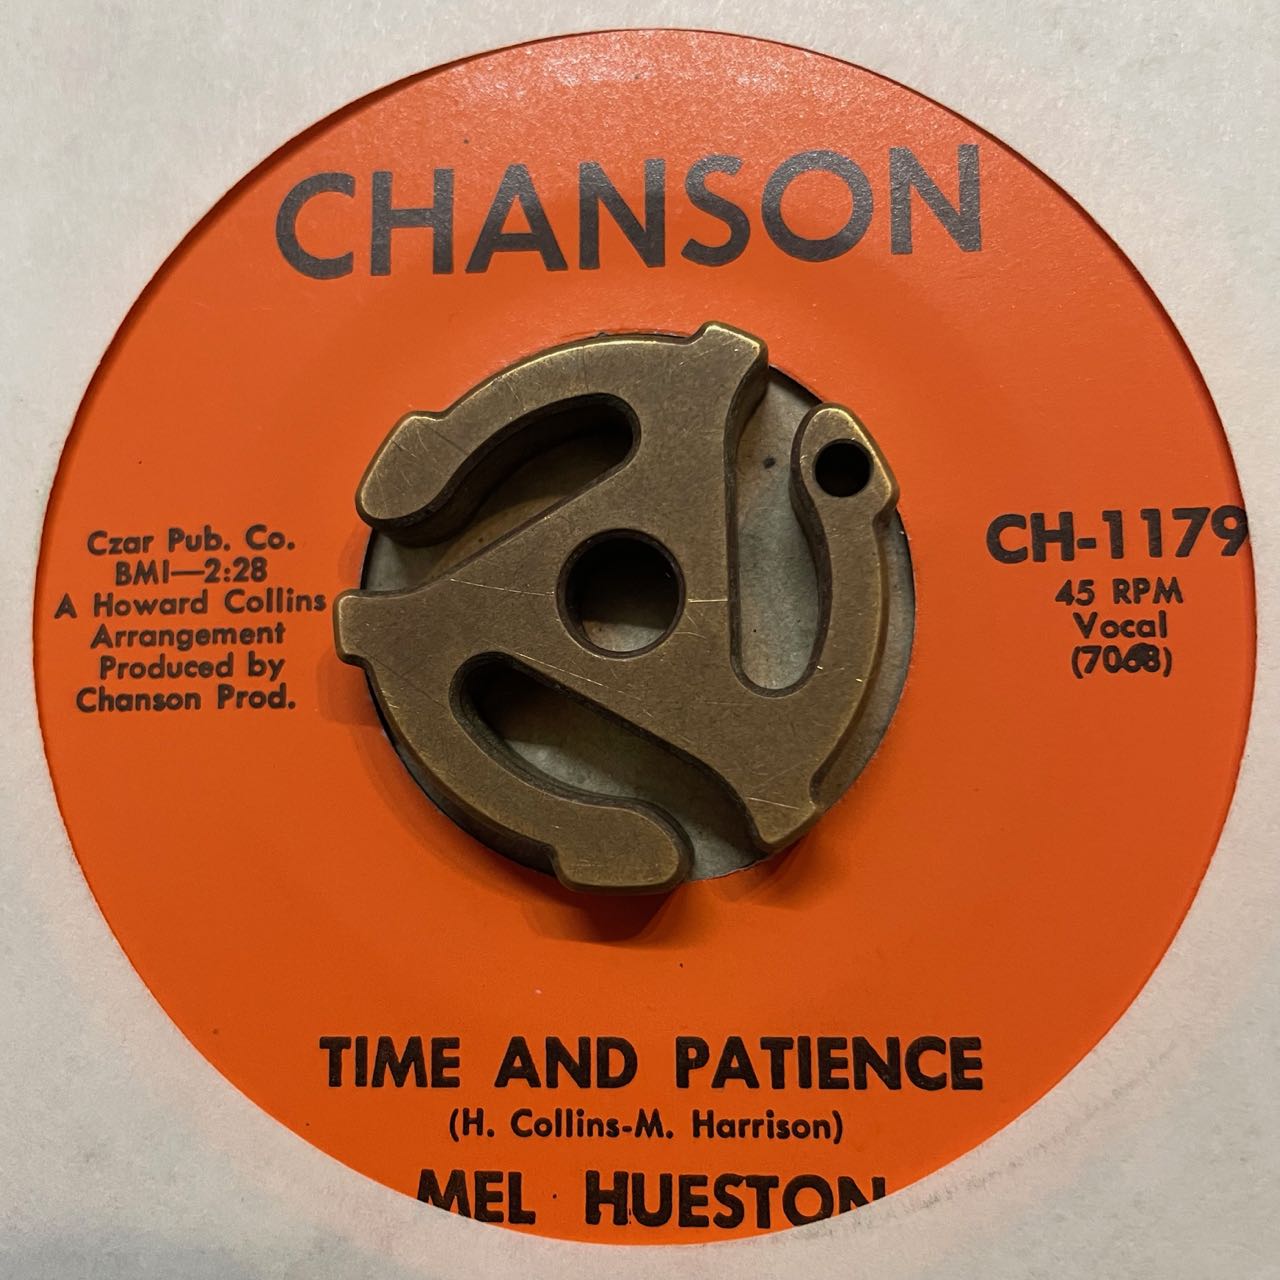 CHANSON
Czar Pub. Co.
BMI—2:28
A Howard Collins
Arrangement
Produced by
Chanson Prod.
CH-1179
45 RPM
Vocal
(7068)
TIME AND PATIENCE
(H. Collins-M. Harrison)
MEL HUESTON